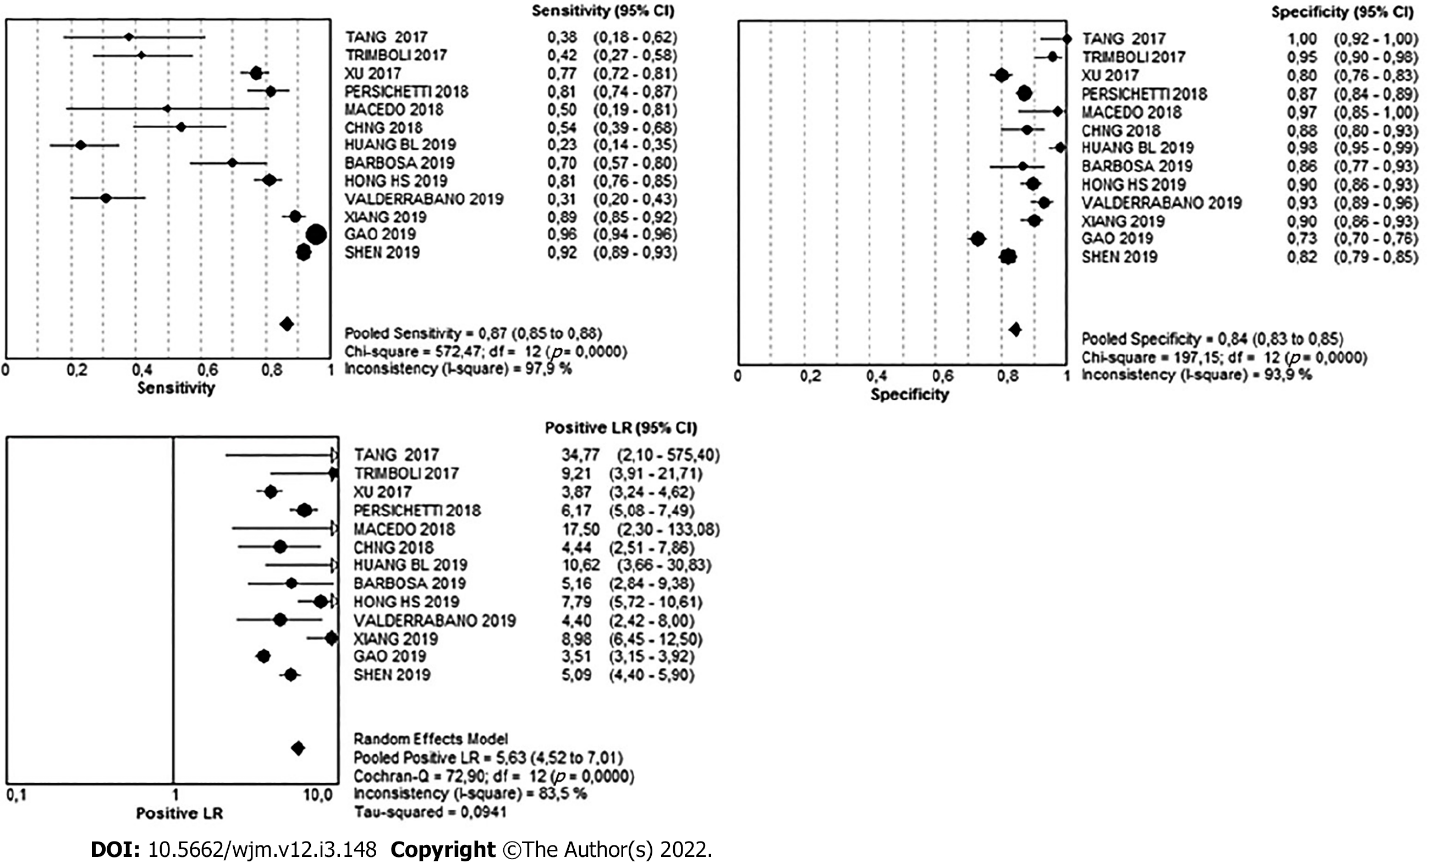 Sensitivity (95% CI)
TANG 2017 0,38 (0,18 - 0,62)
TRIMBOLI 2017 0,42 (0,27 - 0,58)
XU 2017 0,77 (0,72 - 0,81)
PERSICHETTI 2018 0,81 (0,74 - 0,87)
MACEDO 2018 0,50 (0,19 - 0,81)
CHNG 2018 0,54 (0,39 - 0,68)
HUANG BL 2019 0,23 (0,14 - 0,35)
BARBOSA 2019 0,70 (0,57 - 0,80)
HONG HS 2019 0,81 (0,76 - 0,85)
VALDERRABANO 2019 0,31 (0,20 - 0,43)
XIANG 2019 0,89 (0,85 - 0,92)
GAO 2019 0,96 (0,94 - 0,96)
SHEN 2019 0,92 (0,89 - 0,93)
Pooled Sensitivity = 0,87 (0,85 to 0,88)
Chi-square = 572,47; df = 12 (p = 0,0000)
Inconsistency (I-square) = 97,9 %
0 0,2 0,4 0,6 0,8 1
Sensitivity
Specificity (95% CI)
TANG 2017 1,00 (0,92 - 1,00)
TRIMBOLI 2017 0,95 (0,90 - 0,98)
XU 2017 0,80 (0,76 - 0,83)
PERSICHETTI 2018 0,87 (0,84 - 0,89)
MACEDO 2018 0,97 (0,85 - 1,00)
CHNG 2018 0,88 (0,80 - 0,93)
HUANG BL 2019 0,98 (0,95 - 0,99)
BARBOSA 2019 0,86 (0,77 - 0,93)
HONG HS 2019 0,90 (0,86 - 0,93)
VALDERRABANO 2019 0,93 (0,89 - 0,96)
XIANG 2019 0,90 (0,86 - 0,93)
GAO 2019 0,73 (0,70 - 0,76)
SHEN 2019 0,82 (0,79 - 0,85)
Pooled Specificity = 0,84 (0,83 to 0,85)
Chi-square = 197,15; df = 12 (p = 0,0000)
Inconsistency (I-square) = 93,9 %
0 0,2 0,4 0,6 0,8 1
Specificity
Positive LR (95% CI)
TANG 2017 34,77 (2,10 - 575,40)
TRIMBOLI 2017 9,21 (3,91 - 21,71)
XU 2017 3,87 (3,24 - 4,62)
PERSICHETTI 2018 6,17 (5,08 - 7,49)
MACEDO 2018 17,50 (2,30 - 133,08)
CHNG 2018 4,44 (2,51 - 7,86)
HUANG BL 2019 10,62 (3,66 - 30,83)
BARBOSA 2019 5,16 (2,84 - 9,38)
HONG HS 2019 7,79 (5,72 - 10,61)
VALDERRABANO 2019 4,40 (2,42 - 8,00)
XIANG 2019 8,98 (6,45 - 12,50)
GAO 2019 3,51 (3,15 - 3,92)
SHEN 2019 5,09 (4,40 - 5,90)
Random Effects Model
Pooled Positive LR = 5,63 (4,52 to 7,01)
Cochran-Q = 72,90; df = 12 (p = 0,0000)
Inconsistency (I-square) = 83,5 %
Tau-squared = 0,0941
0,1 1 10,0
Positive LR
DOI: 10.5662/wjm.v12.i3.148 Copyright ©The Author(s) 2022.